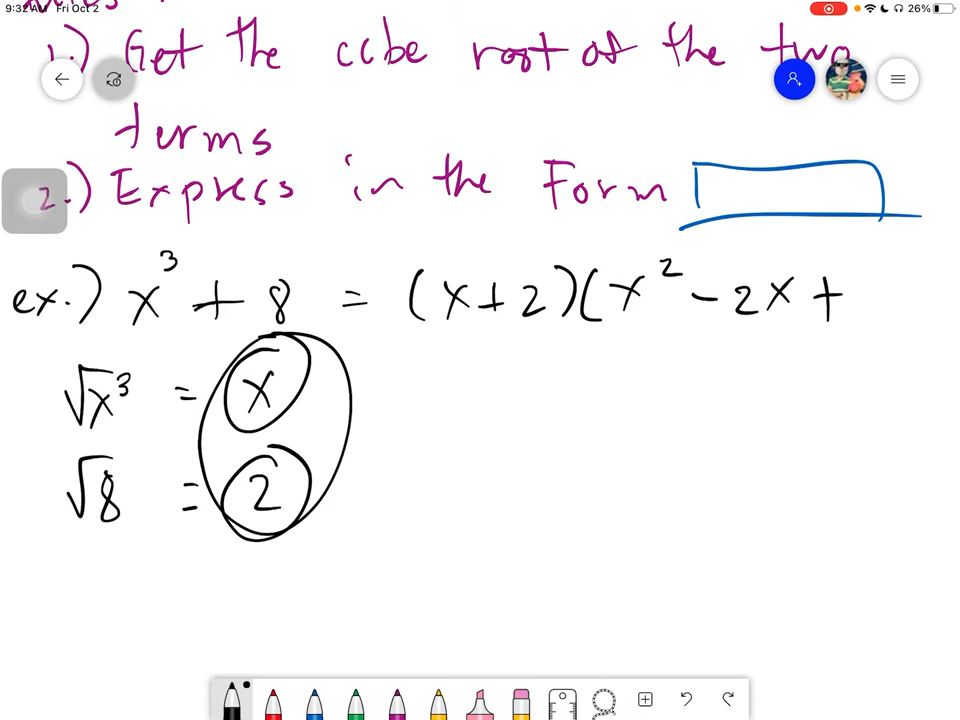 9:32 AM Fri Oct 2 26%
1.) Get the ccbe root of the two
terms
2.) Express in the Form
ex.) x³ + 8 = (x+2)(x² - 2x +
√x³ = x
√8 = 2